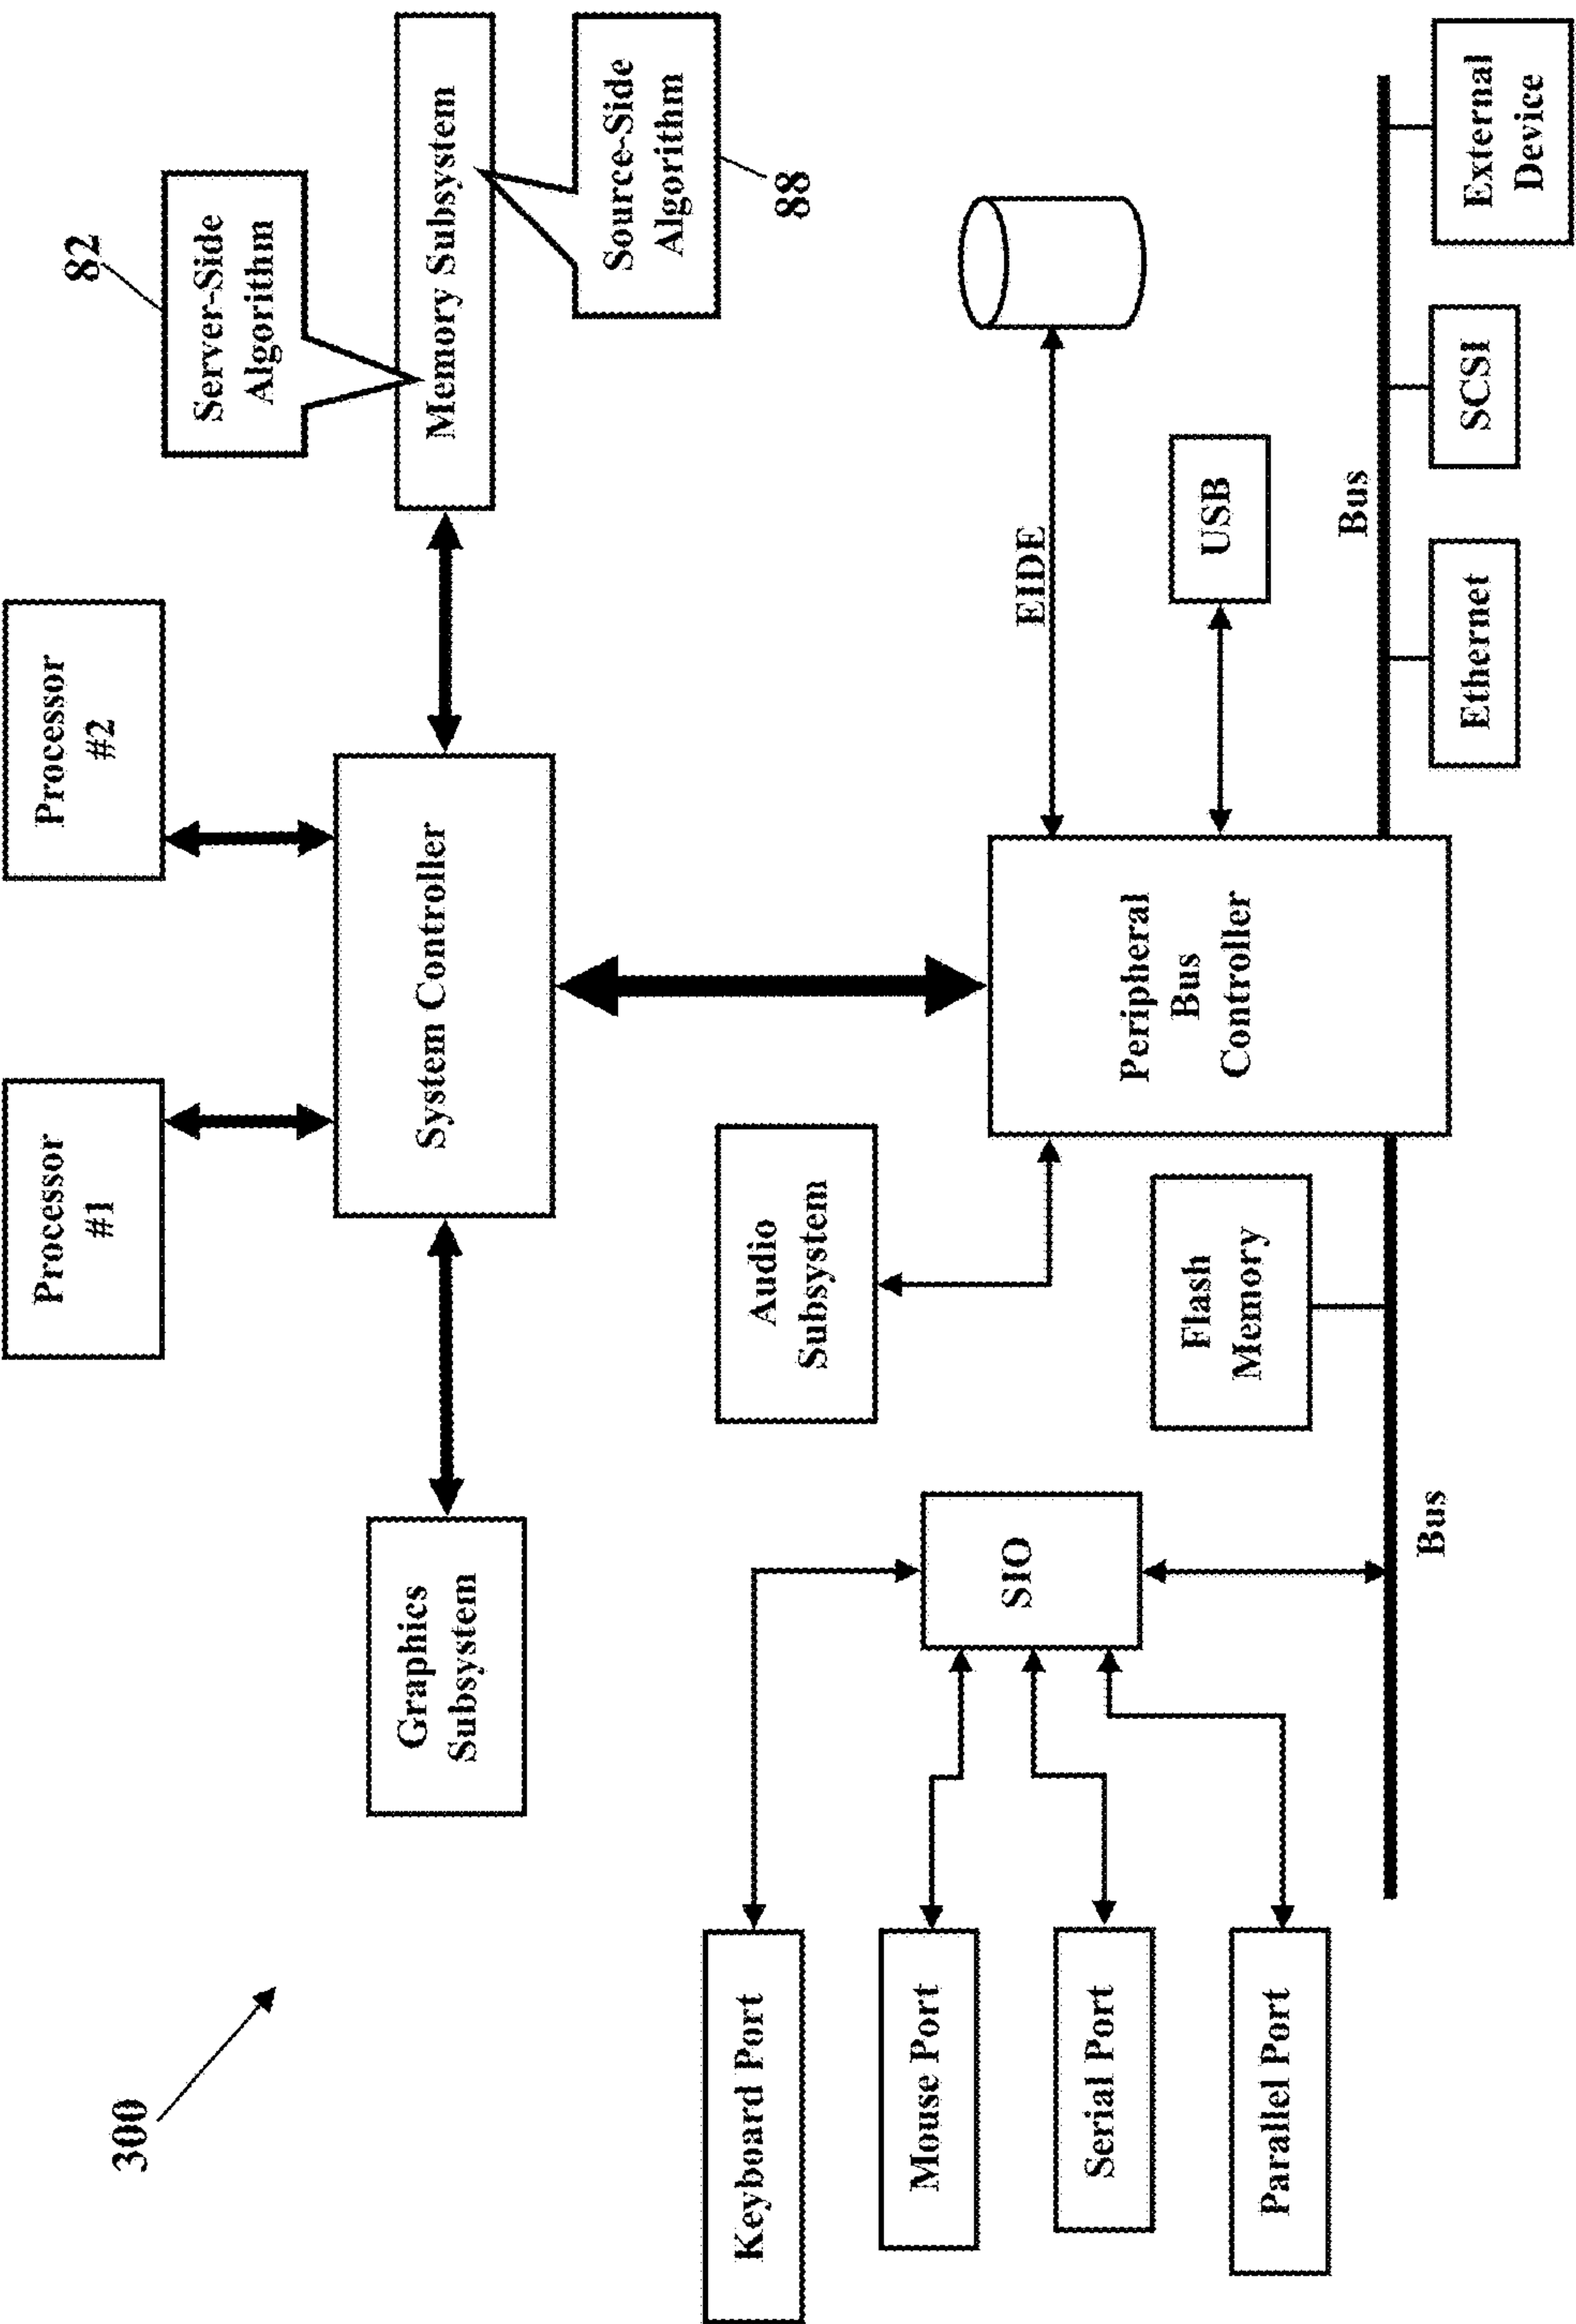 300
Processor
#1
Processor
#2
82
Server-Side
Algorithm
Graphics
Subsystem
System Controller
Memory Subsystem
Source-Side
Algorithm
88
Keyboard Port
Mouse Port
Serial Port
Parallel Port
SIO
Audio
Subsystem
Flash
Memory
Peripheral
Bus
Controller
EIDE
USB
Bus
Bus
Ethernet
SCSI
External
Device